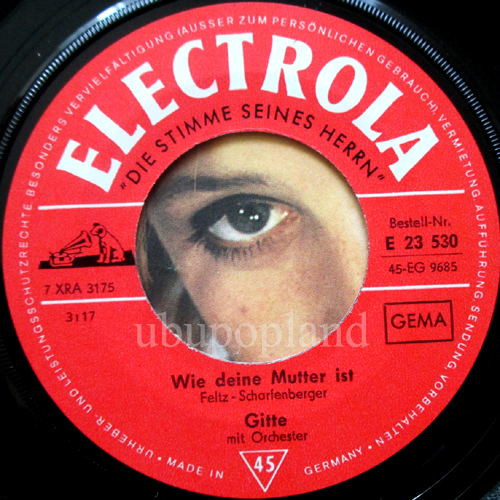 URHEBER- UND LEISTUNGSSCHUTZRECHTE, BESONDERS VERVIELFÄLTIGUNG (AUSSER ZUM PERSÖNLICHEN GEBRAUCH), VERMIETUNG, AUFFÜHRUNG, SENDUNG, VORBEHALTEN • MADE IN GERMANY •
ELECTROLA
"DIE STIMME SEINES HERRN"
Bestell-Nr.
E 23 530
45-EG 9685
7 XRA 3175
3:17
GEMA
ubupopland
Wie deine Mutter ist
Feltz - Scharfenberger
Gitte
mit Orchester
45